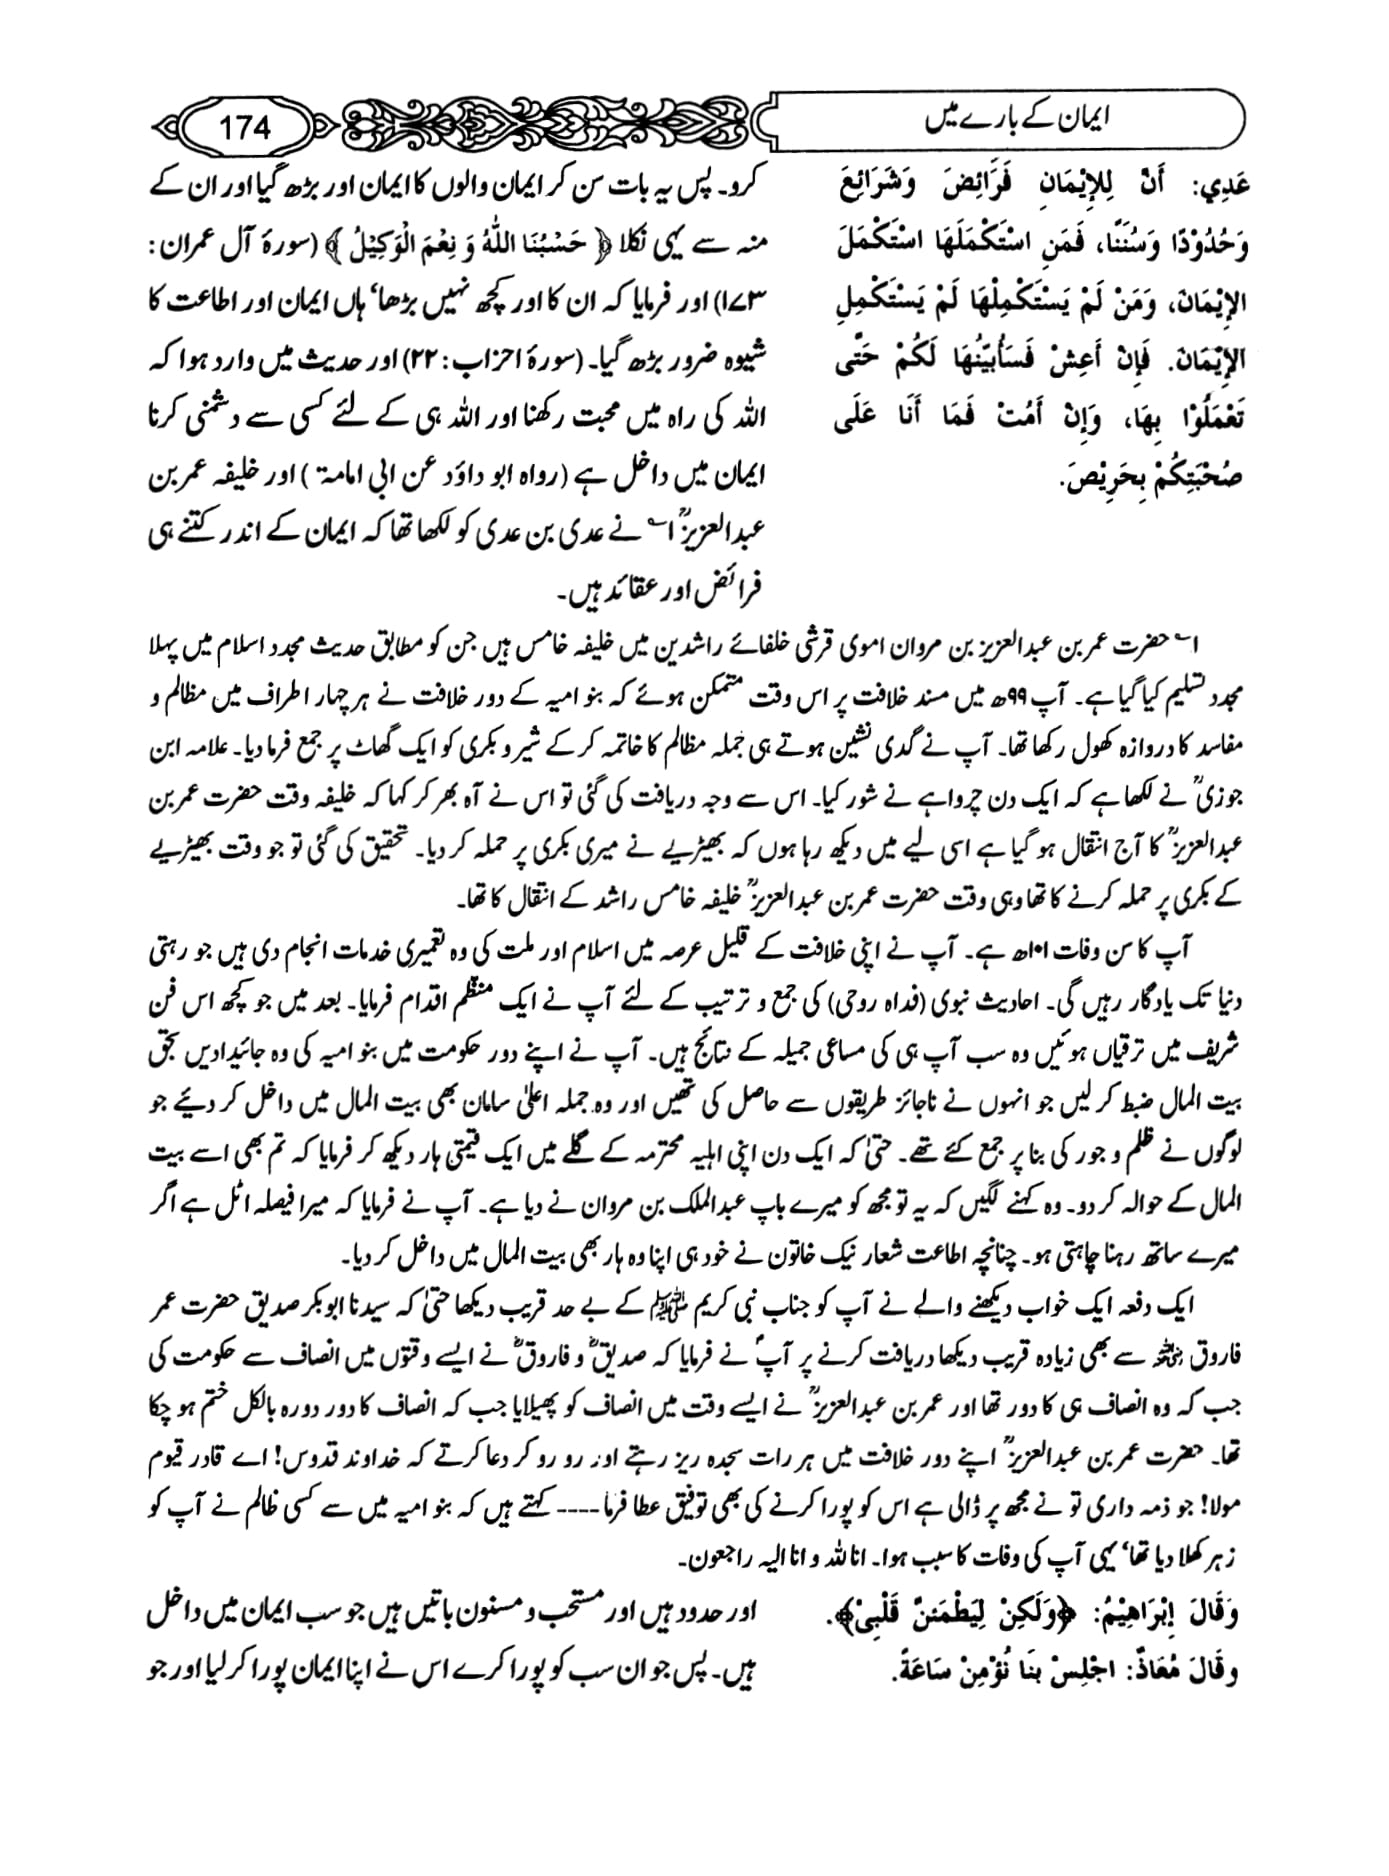 ایمان کے بارے میں
174
عَدِي: أَنَّ لِلإِيْمَانِ فَرَائِضَ وَشَرَائِعَ
وَحُدُوْدًا وَسُنَنًا، فَمَنِ اسْتَكْمَلَهَا اسْتَكْمَلَ
الإِيْمَانَ، وَمَنْ لَمْ يَسْتَكْمِلْهَا لَمْ يَسْتَكْمِلِ
الإِيْمَانَ. فَإِنْ أَعِشْ فَسَأُبَيِّنُهَا لَكُمْ حَتَّى
تَعْمَلُوْا بِهَا، وَإِنْ أَمُتْ فَمَا أَنَا عَلَى
صُحْبَتِكُمْ بِحَرِيْصَ.
کرو۔ پس یہ بات سن کر ایمان والوں کا ایمان اور بڑھ گیا اور ان کے
منہ سے یہی نکلا ﴿ حَسْبُنَا اللّٰهُ وَ نِعْمَ الْوَكِيْلُ ﴾ (سورۂ آل عمران :
۱۷۳) اور فرمایا کہ ان کا اور کچھ نہیں بڑھا‘ ہاں ایمان اور اطاعت کا
شیوہ ضرور بڑھ گیا۔ (سورۂ احزاب : ۲۲) اور حدیث میں وارد ہوا کہ
اللہ کی راہ میں محبت رکھنا اور اللہ ہی کے لئے کسی سے دشمنی کرنا
ایمان میں داخل ہے (رواہ ابو داؤد عن ابی امامۃ ) اور خلیفہ عمر بن
عبدالعزیزؒ ا؎ نے عدی بن عدی کو لکھا تھا کہ ایمان کے اندر کتنے ہی
فرائض اور عقائد ہیں۔
ا؎ حضرت عمر بن عبدالعزیز بن مروان اموی قرشی خلفائے راشدین میں خلیفہ خامس ہیں جن کو مطابق حدیث مجدد اسلام میں پہلا
مجدد تسلیم کیا گیا ہے۔ آپ ۹۹ھ میں مسند خلافت پر اس وقت متمکن ہوئے کہ بنو امیہ کے دور خلافت نے ہر چہار اطراف میں مظالم و
مفاسد کا دروازہ کھول رکھا تھا۔ آپ نے گدی نشین ہوتے ہی جملہ مظالم کا خاتمہ کر کے شیر و بکری کو ایک گھاٹ پر جمع فرما دیا۔ علامہ ابن
جوزیؒ نے لکھا ہے کہ ایک دن چرواہے نے شور کیا۔ اس سے وجہ دریافت کی گئی تو اس نے آہ بھر کر کہا کہ خلیفہ وقت حضرت عمر بن
عبدالعزیزؒ کا آج انتقال ہو گیا ہے اسی لیے میں دیکھ رہا ہوں کہ بھیڑیے نے میری بکری پر حملہ کر دیا۔ تحقیق کی گئی تو جو وقت بھیڑیے
کے بکری پر حملہ کرنے کا تھا وہی وقت حضرت عمر بن عبدالعزیزؒ خلیفہ خامس راشد کے انتقال کا تھا۔
آپ کا سن وفات ۱۰۱ھ ہے۔ آپ نے اپنی خلافت کے قلیل عرصہ میں اسلام اور ملت کی وہ تعمیری خدمات انجام دی ہیں جو رہتی
دنیا تک یادگار رہیں گی۔ احادیث نبوی (فداہ روحی) کی جمع و ترتیب کے لئے آپ نے ایک منظم اقدام فرمایا۔ بعد میں جو کچھ اس فن
شریف میں ترقیاں ہوئیں وہ سب آپ ہی کی مساعی جمیلہ کے نتائج ہیں۔ آپ نے اپنے دور حکومت میں بنو امیہ کی وہ جائیدادیں بحق
بیت المال ضبط کر لیں جو انہوں نے ناجائز طریقوں سے حاصل کی تھیں اور وہ جملہ اعلیٰ سامان بھی بیت المال میں داخل کر دئیے جو
لوگوں نے ظلم و جور کی بنا پر جمع کئے تھے۔ حتیٰ کہ ایک دن اپنی اہلیہ محترمہ کے گلے میں ایک قیمتی ہار دیکھ کر فرمایا کہ تم بھی اسے بیت
المال کے حوالہ کر دو۔ وہ کہنے لگیں کہ یہ تو مجھ کو میرے باپ عبدالملک بن مروان نے دیا ہے۔ آپ نے فرمایا کہ میرا فیصلہ اٹل ہے اگر
میرے ساتھ رہنا چاہتی ہو۔ چنانچہ اطاعت شعار نیک خاتون نے خود ہی اپنا وہ ہار بھی بیت المال میں داخل کر دیا۔
ایک دفعہ ایک خواب دیکھنے والے نے آپ کو جناب نبی کریم ﷺ کے بے حد قریب دیکھا حتیٰ کہ سیدنا ابوبکر صدیق حضرت عمر
فاروق ؓ سے بھی زیادہ قریب دیکھا دریافت کرنے پر آپؐ نے فرمایا کہ صدیقؓ و فاروقؓ نے ایسے وقتوں میں انصاف سے حکومت کی
جب کہ وہ انصاف ہی کا دور تھا اور عمر بن عبدالعزیزؒ نے ایسے وقت میں انصاف کو پھیلایا جب کہ انصاف کا دور دورہ بالکل ختم ہو چکا
تھا۔ حضرت عمر بن عبدالعزیزؒ اپنے دور خلافت میں ہر رات سجدہ ریز رہتے اور رو رو کر دعا کرتے کہ خداوند قدوس! اے قادر قیوم
مولا! جو ذمہ داری تو نے مجھ پر ڈالی ہے اس کو پورا کرنے کی بھی توفیق عطا فرما---- کہتے ہیں کہ بنو امیہ میں سے کسی ظالم نے آپ کو
زہر کھلا دیا تھا‘ یہی آپ کی وفات کا سبب ہوا۔ انا للہ و انا الیہ راجعون۔
وَقَالَ إِبْرَاهِيْمُ: ﴿وَلَكِنْ لِيَطْمَئِنَّ قَلْبِيْ﴾.
وقَالَ مُعَاذٌ: اجْلِسْ بِنَا نُؤْمِنْ سَاعَةً.
اور حدود ہیں اور مستحب و مسنون باتیں ہیں جو سب ایمان میں داخل
ہیں۔ پس جو ان سب کو پورا کرے اس نے اپنا ایمان پورا کر لیا اور جو